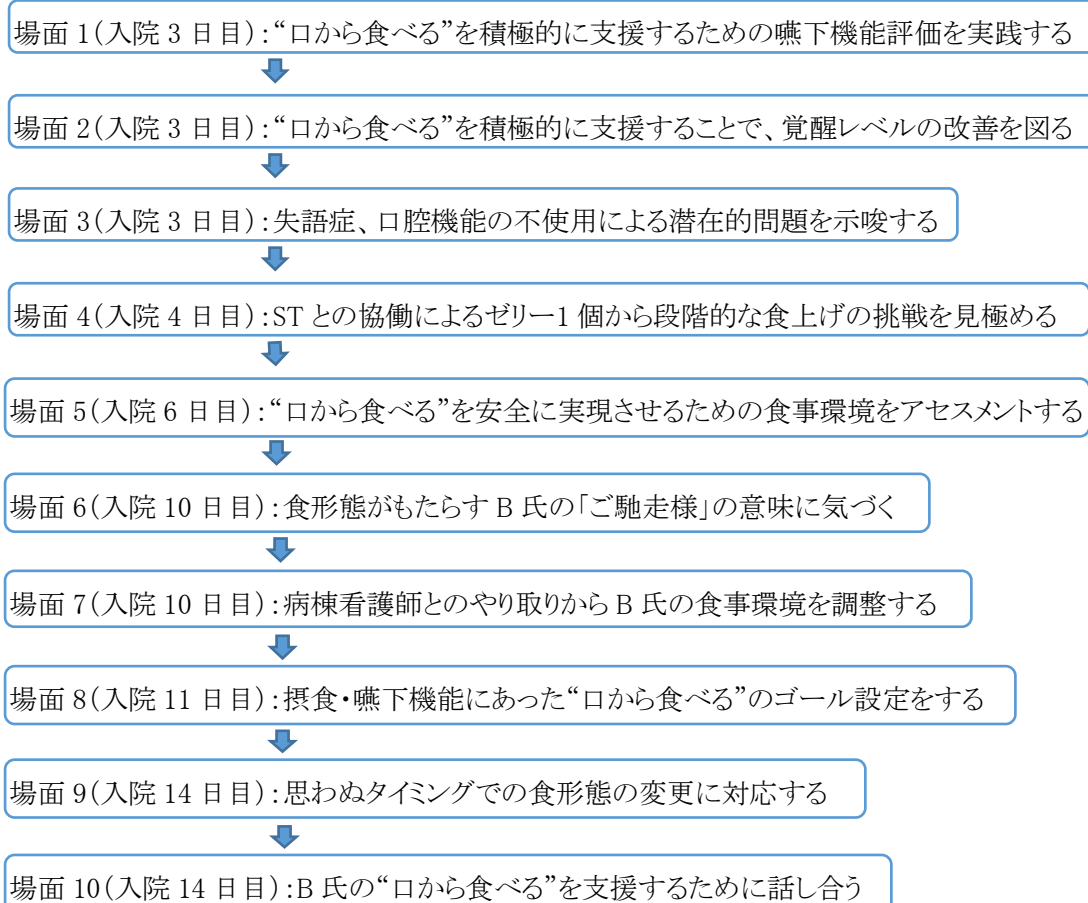 場面 1(入院 3 日目):“口から食べる”を積極的に支援するための嚥下機能評価を実践する
場面 2(入院 3 日目):“口から食べる”を積極的に支援することで、覚醒レベルの改善を図る
場面 3(入院 3 日目):失語症、口腔機能の不使用による潜在的問題を示唆する
場面 4(入院 4 日目):ST との協働によるゼリー1 個から段階的な食上げの挑戦を見極める
場面 5(入院 6 日目):“口から食べる”を安全に実現させるための食事環境をアセスメントする
場面 6(入院 10 日目):食形態がもたらす B 氏の「ご馳走様」の意味に気づく
場面 7(入院 10 日目):病棟看護師とのやり取りから B 氏の食事環境を調整する
場面 8(入院 11 日目):摂食・嚥下機能にあった“口から食べる”のゴール設定をする
場面 9(入院 14 日目):思わぬタイミングでの食形態の変更に対応する
場面 10(入院 14 日目):B 氏の“口から食べる”を支援するために話し合う